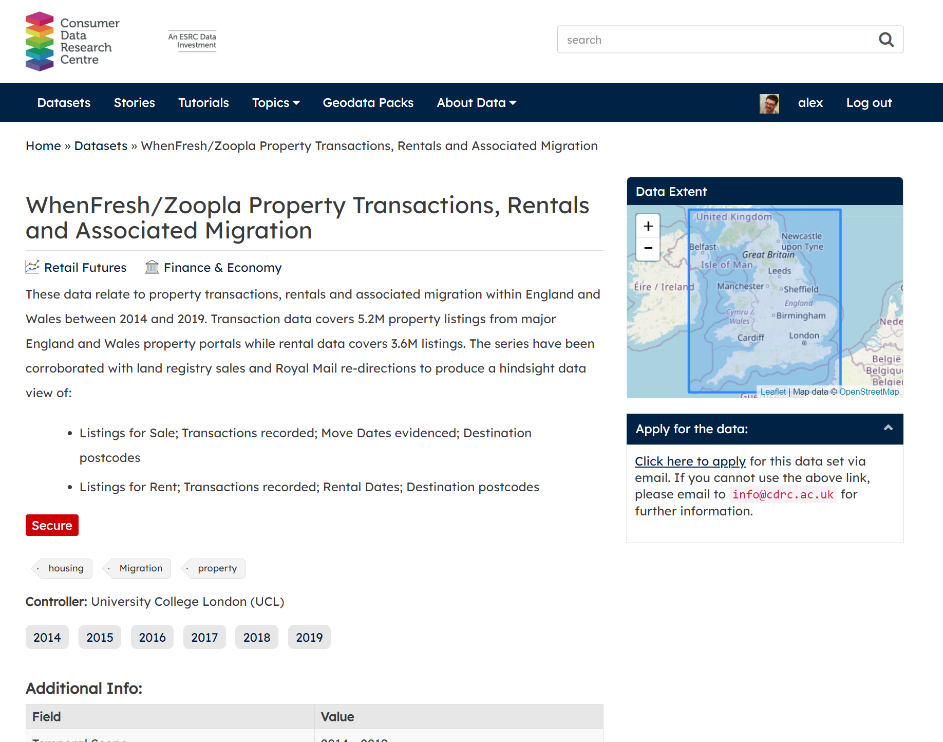 Consumer
Data
Research
Centre
An ESRC Data
Investment
search
Datasets
Stories
Tutorials
Topics
Geodata Packs
About Data
alex
Log out
Home » Datasets » WhenFresh/Zoopla Property Transactions, Rentals and Associated Migration
WhenFresh/Zoopla Property Transactions, Rentals
and Associated Migration
Retail Futures
Finance & Economy
These data relate to property transactions, rentals and associated migration within England and
Wales between 2014 and 2019. Transaction data covers 5.2M property listings from major
England and Wales property portals while rental data covers 3.6M listings. The series have been
corroborated with land registry sales and Royal Mail re-directions to produce a hindsight data
view of:
• Listings for Sale; Transactions recorded; Move Dates evidenced; Destination
postcodes
• Listings for Rent; Transactions recorded; Rental Dates; Destination postcodes
Secure
housing
Migration
property
Controller: University College London (UCL)
2014
2015
2016
2017
2018
2019
Additional Info:
Field
Value
Data Extent
+
−
United Kingdom
Newcastle
upon Tyne
Belfast
Great Britain
Isle of Man
Leeds
Éire / Ireland
Manchester
Sheffield
England
Cymru /
Wales
Birmingham
Cardiff
London
Nede
België
Belgique
Belgien
Leaflet | Map data © OpenStreetMap
Apply for the data:
Click here to apply for this data set via
email. If you cannot use the above link,
please email to info@cdrc.ac.uk for
further information.